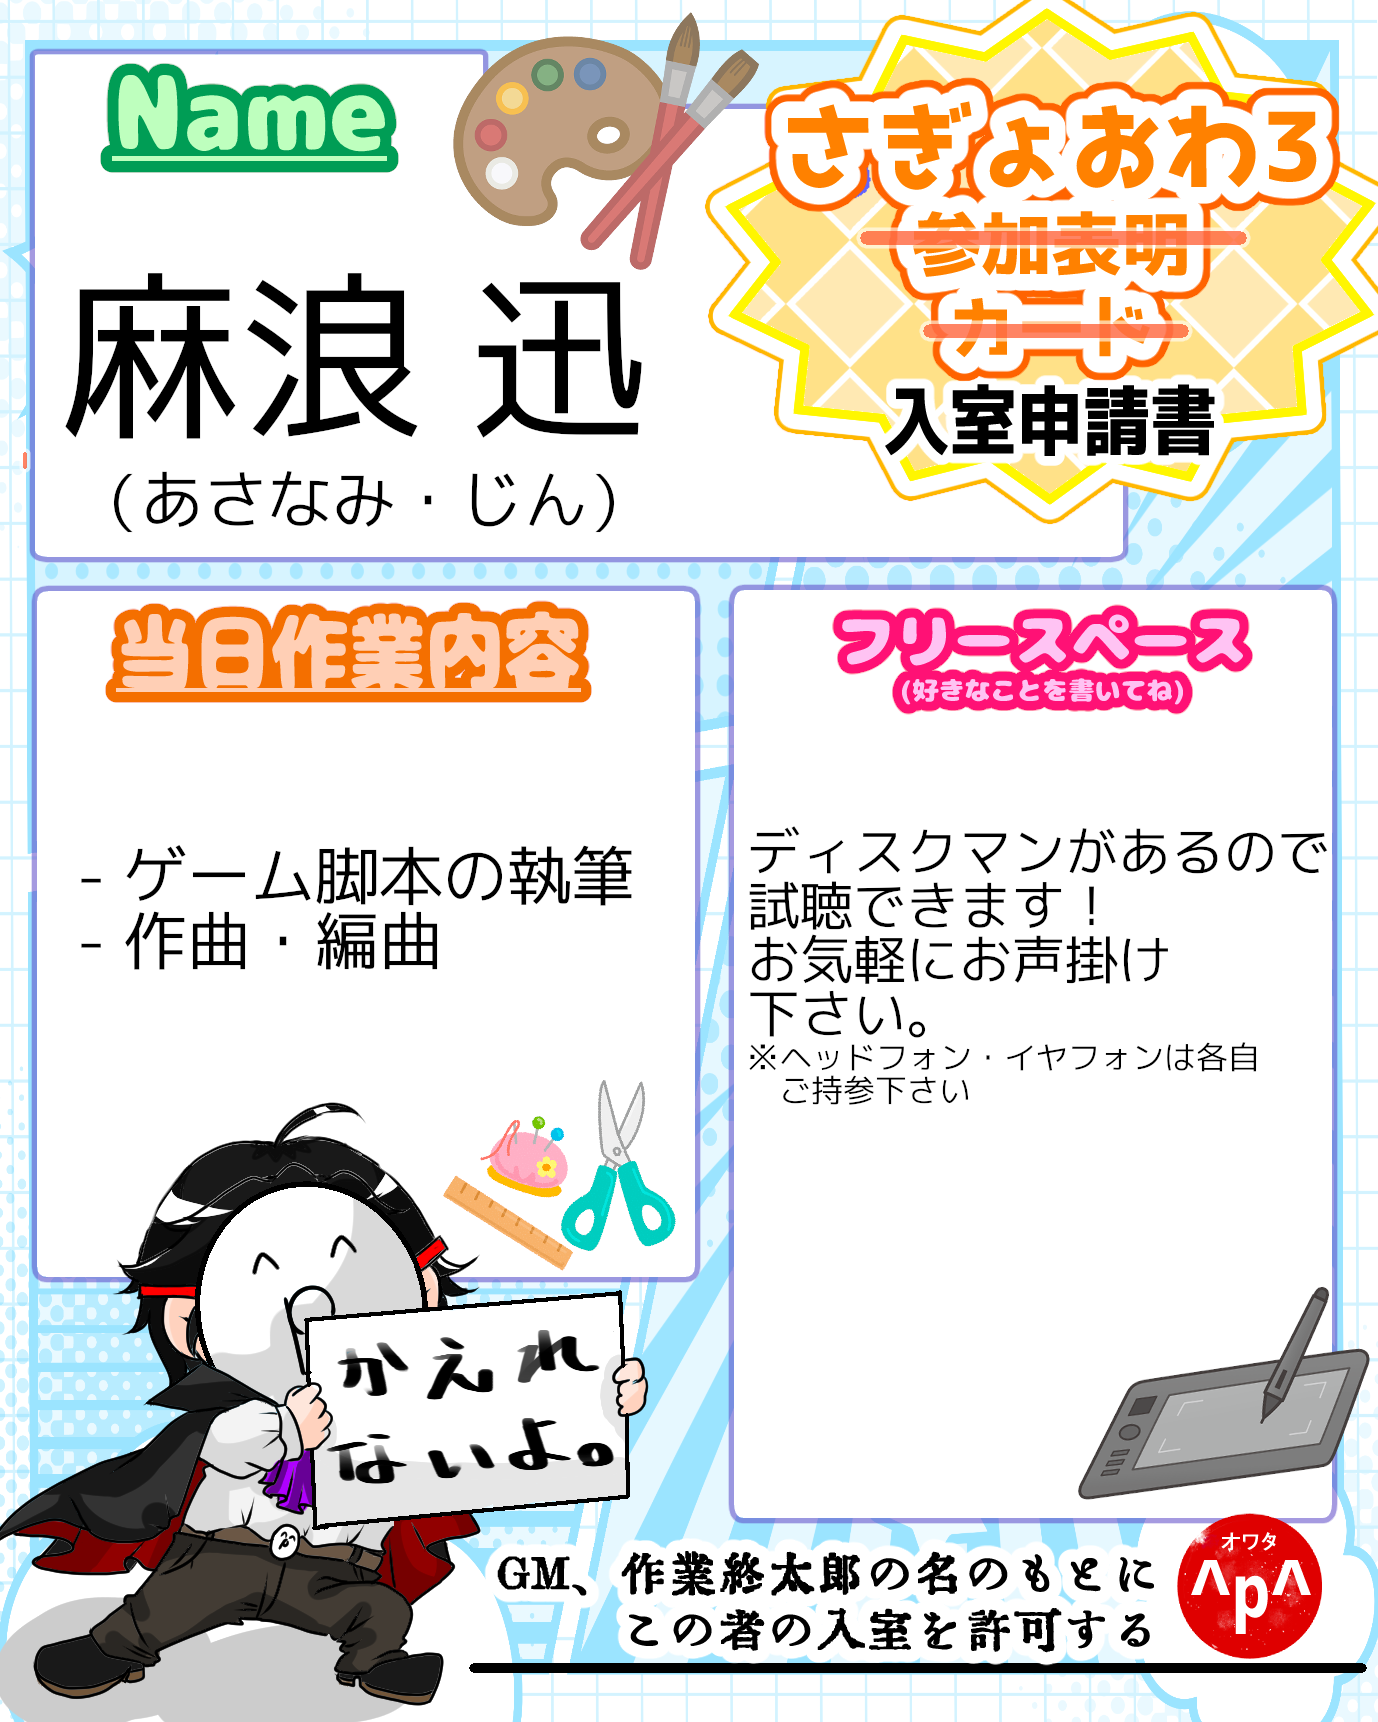 Name
さぎょおわ3
参加表明
カード
入室申請書
麻浪 迅
(あさなみ・じん)
当日作業内容
- ゲーム脚本の執筆
- 作曲・編曲
フリースペース
(好きなことを書いてね)
ディスクマンがあるので
試聴できます！
お気軽にお声掛け
下さい。
※ヘッドフォン・イヤフォンは各自
ご持参下さい
かえれ
ないよ。
GM、作業終太郎の名のもとに
この者の入室を許可する
オワタ
^p^